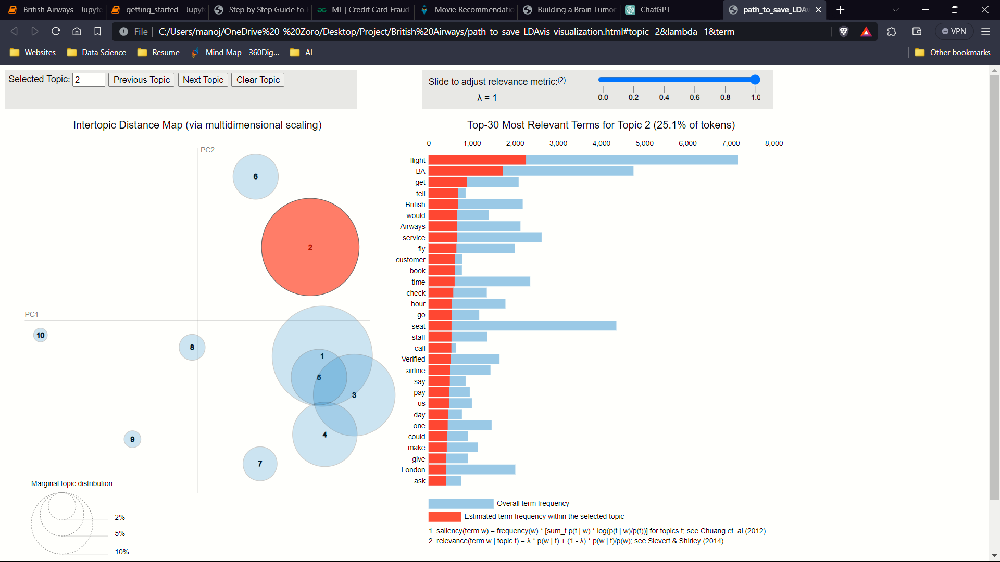 British Airways - Jupyte
getting_started - Jupyt
Step by Step Guide to
ML | Credit Card Fraud
Movie Recommendatio
Building a Brain Tumor
ChatGPT
path_to_save_LDAv
File
C:/Users/manoj/OneDrive%20-%20Zoro/Desktop/Project/British%20Airways/path_to_save_LDAvis_visualization.html#topic=2&lambda=1&term=
VPN
Websites
Data Science
Resume
Mind Map - 360Dig...
AI
Other bookmarks
Selected Topic: 2 Previous Topic Next Topic Clear Topic
Slide to adjust relevance metric:(2)
λ = 1
0.0 0.2 0.4 0.6 0.8 1.0
Intertopic Distance Map (via multidimensional scaling)
PC2
PC1
6
2
10
8
1
5
3
4
9
7
Marginal topic distribution
2%
5%
10%
Top-30 Most Relevant Terms for Topic 2 (25.1% of tokens)
0 1,000 2,000 3,000 4,000 5,000 6,000 7,000 8,000
flight
BA
get
tell
British
would
Airways
service
fly
customer
book
time
check
hour
go
seat
staff
call
Verified
airline
say
pay
us
day
one
could
make
give
London
ask
Overall term frequency
Estimated term frequency within the selected topic
1. saliency(term w) = frequency(w) * [sum_t p(t | w) * log(p(t | w)/p(t))] for topics t; see Chuang et. al (2012)
2. relevance(term w | topic t) = λ * p(w | t) + (1 - λ) * p(w | t)/p(w); see Sievert & Shirley (2014)